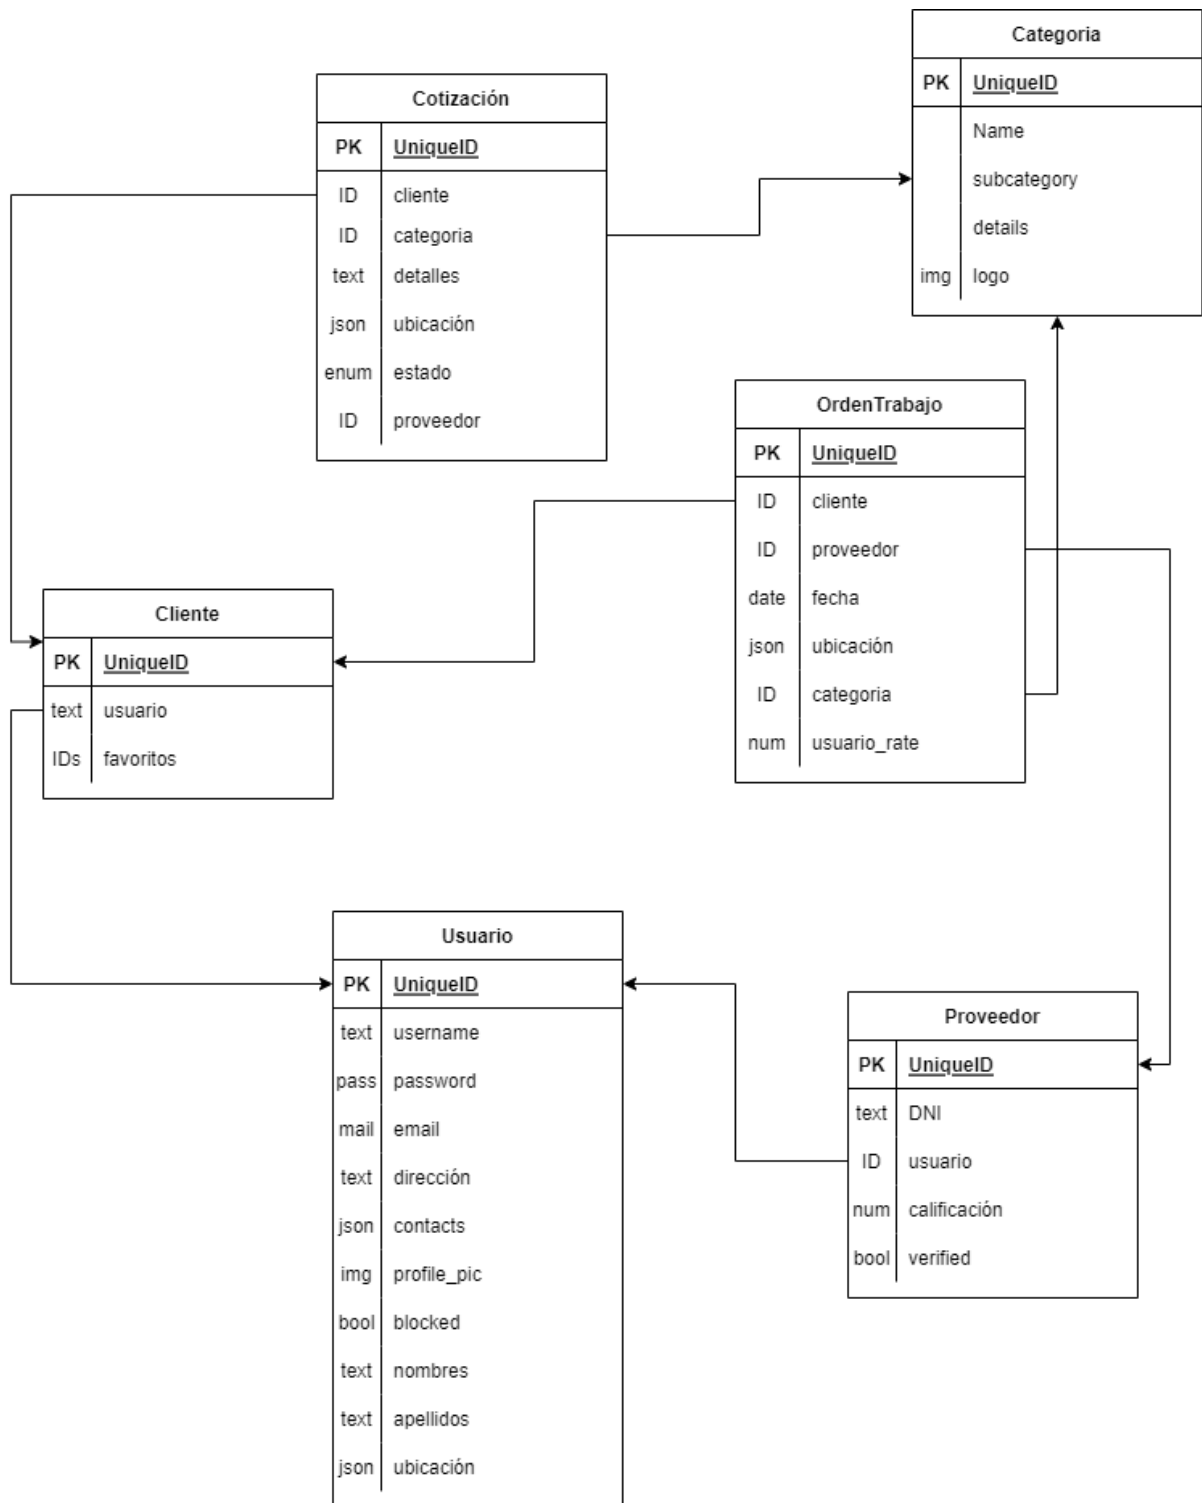 Categoria
PK UniqueID
Name
subcategory
details
img logo
Cotización
PK UniqueID
ID cliente
ID categoria
text detalles
json ubicación
enum estado
ID proveedor
OrdenTrabajo
PK UniqueID
ID cliente
ID proveedor
date fecha
json ubicación
ID categoria
num usuario_rate
Cliente
PK UniqueID
text usuario
IDs favoritos
Usuario
PK UniqueID
text username
pass password
mail email
text dirección
json contacts
img profile_pic
bool blocked
text nombres
text apellidos
json ubicación
Proveedor
PK UniqueID
text DNI
ID usuario
num calificación
bool verified